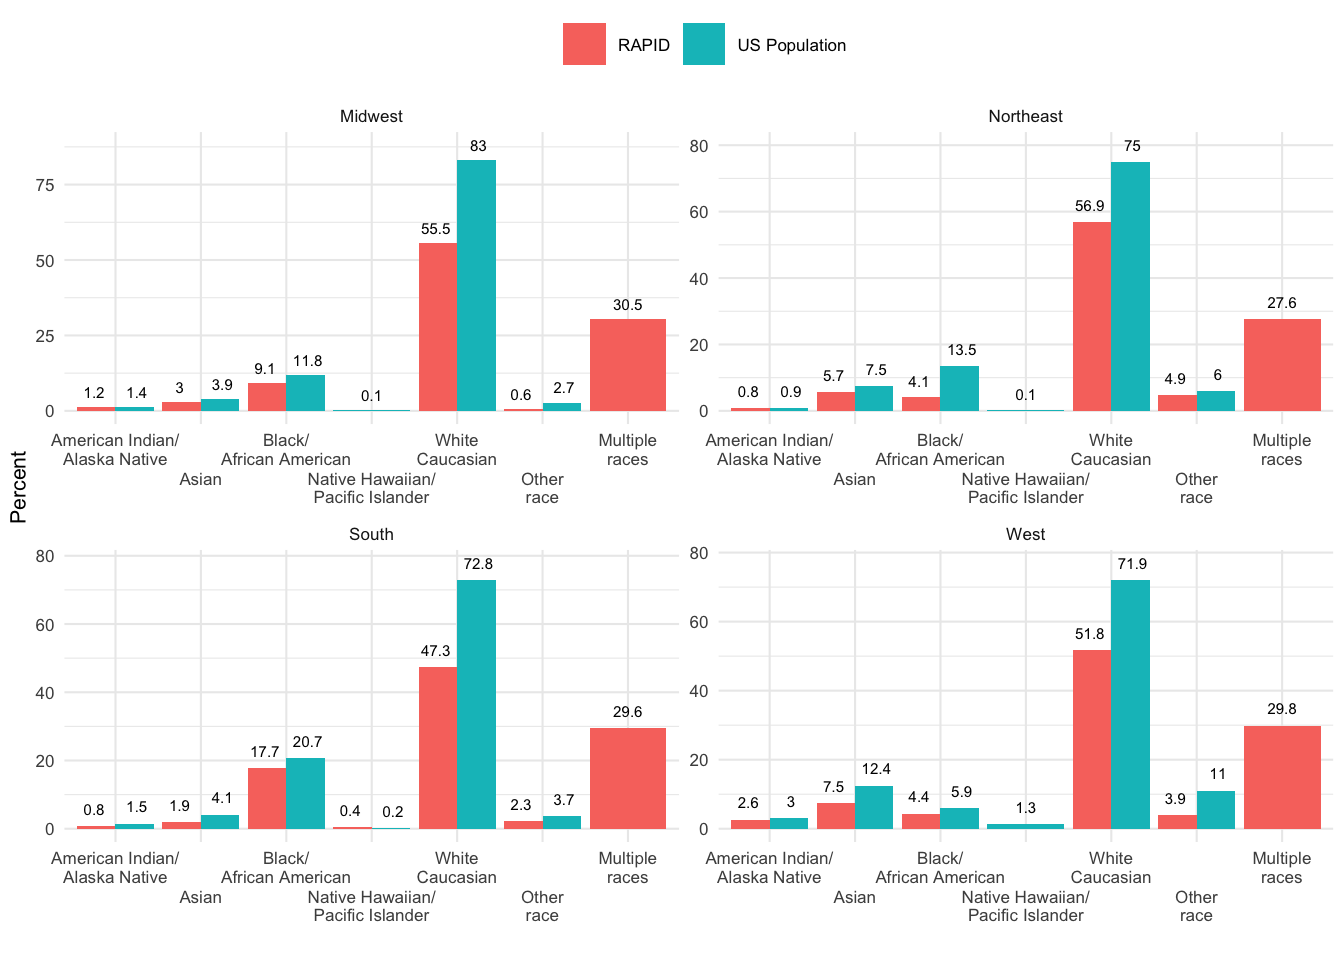 RAPID US Population
Midwest
Northeast
Percent
75
50
25
0
1.2 1.4 3 3.9 9.1 11.8 0.1 55.5 83 0.6 2.7 30.5
American Indian/ Black/ White Multiple
Alaska Native African American Caucasian races
Asian Native Hawaiian/ Other
Pacific Islander race
80
60
40
20
0
0.8 0.9 5.7 7.5 4.1 13.5 0.1 56.9 75 4.9 6 27.6
American Indian/ Black/ White Multiple
Alaska Native African American Caucasian races
Asian Native Hawaiian/ Other
Pacific Islander race
South
80
60
40
20
0
0.8 1.5 1.9 4.1 17.7 20.7 0.4 0.2 47.3 72.8 2.3 3.7 29.6
American Indian/ Black/ White Multiple
Alaska Native African American Caucasian races
Asian Native Hawaiian/ Other
Pacific Islander race
West
80
60
40
20
0
2.6 3 7.5 12.4 4.4 5.9 1.3 51.8 71.9 3.9 11 29.8
American Indian/ Black/ White Multiple
Alaska Native African American Caucasian races
Asian Native Hawaiian/ Other
Pacific Islander race